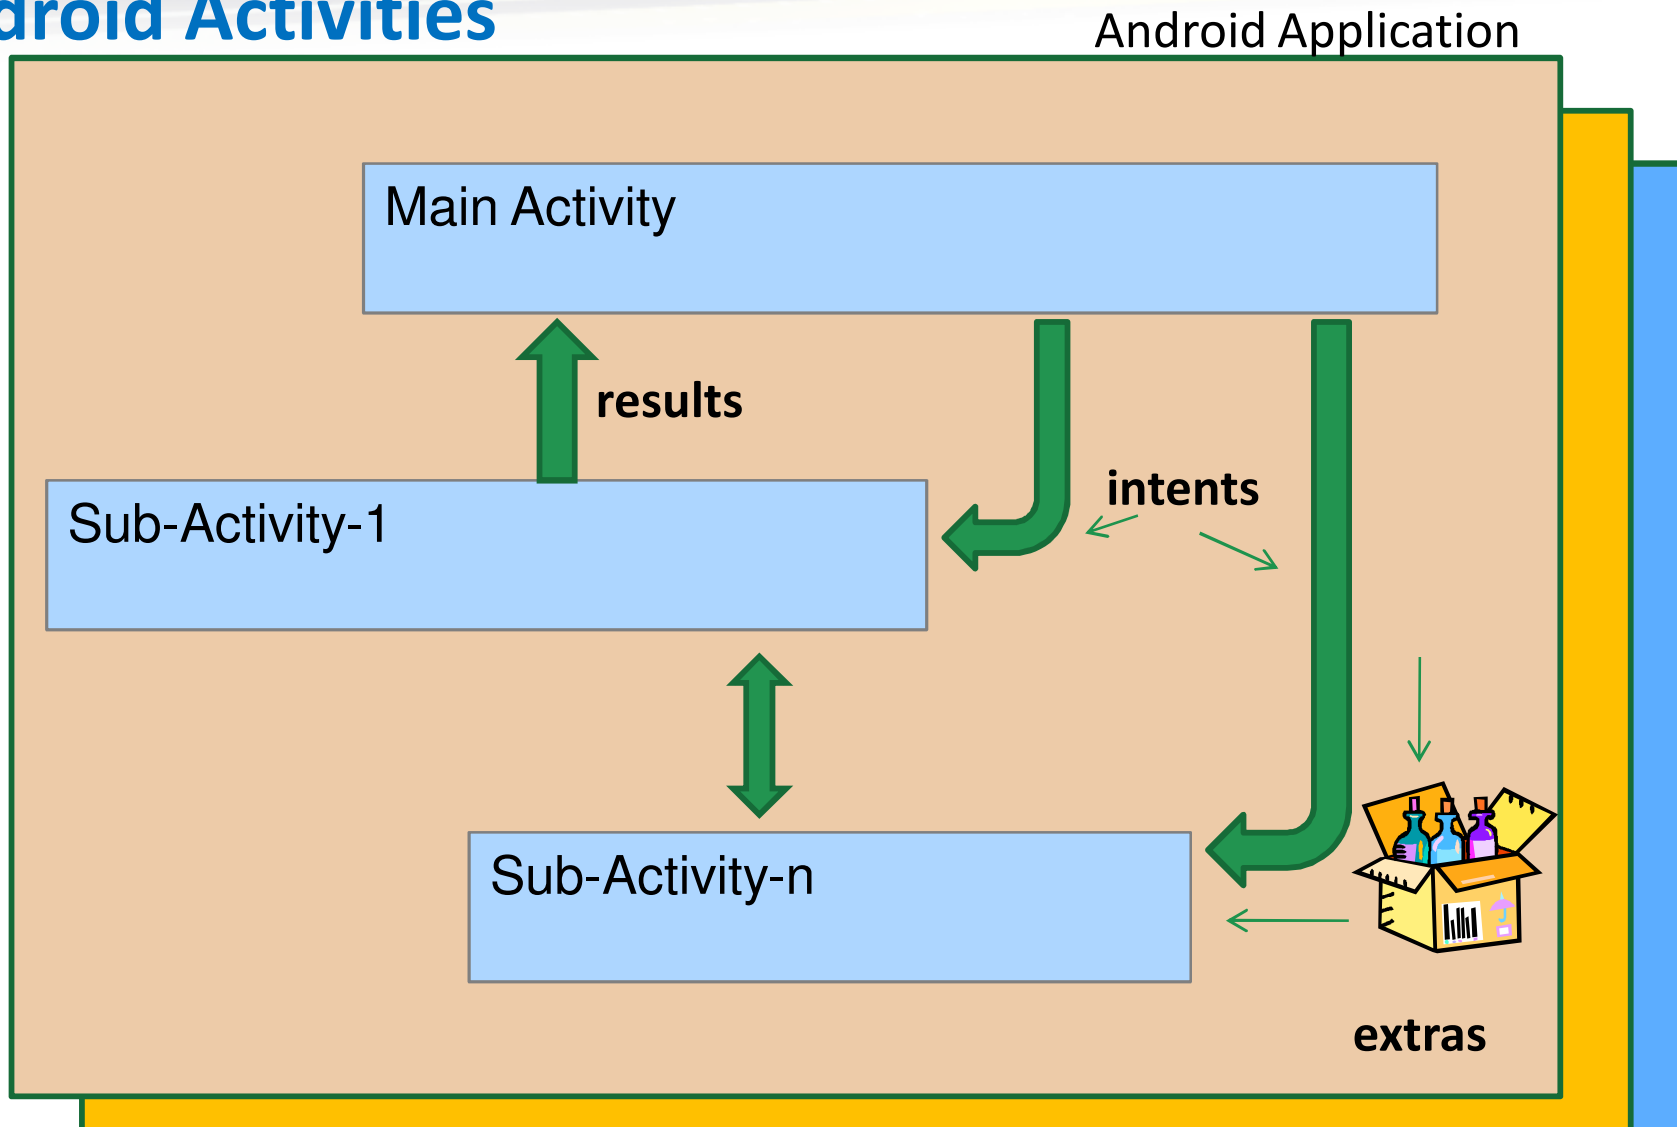 droid Activities
Android Application
Main Activity
results
intents
Sub-Activity-1
Sub-Activity-n
extras